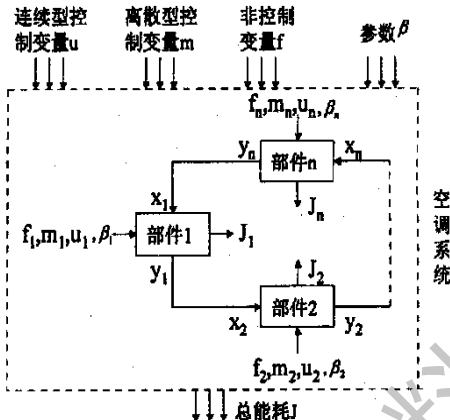 连续型控制变量u
离散型控制变量m
非控制变量f
参数β
fₙ,mₙ,uₙ,βₙ
yₙ
部件n
xₙ
Jₙ
x₁
f₁,m₁,u₁,β₁
部件1
J₁
y₁
J₂
x₂
部件2
y₂
f₂,m₂,u₂,β₂
空调系统
总能耗J